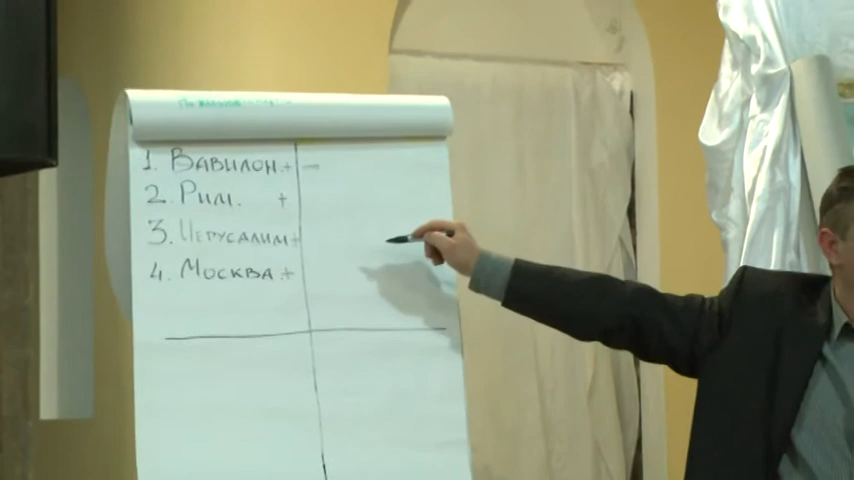 1. Вавилон + -
2. Рим. +
3. Иерусалим +
4. Москва +